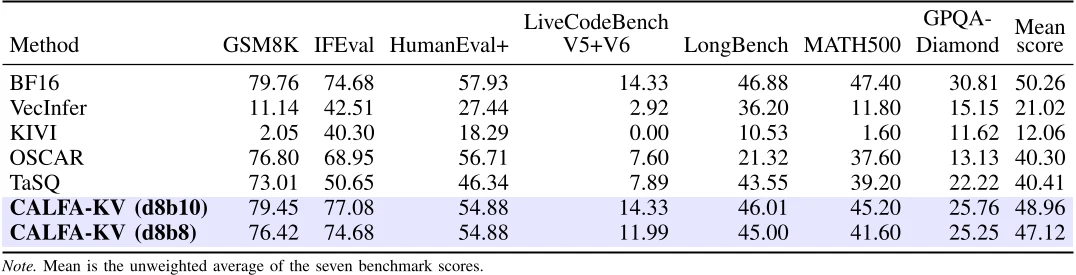 Method GSM8K IFEval HumanEval+ LiveCodeBench V5+V6 LongBench MATH500 GPQA-Diamond Mean score
BF16 79.76 74.68 57.93 14.33 46.88 47.40 30.81 50.26
VecInfer 11.14 42.51 27.44 2.92 36.20 11.80 15.15 21.02
KIVI 2.05 40.30 18.29 0.00 10.53 1.60 11.62 12.06
OSCAR 76.80 68.95 56.71 7.60 21.32 37.60 13.13 40.30
TaSQ 73.01 50.65 46.34 7.89 43.55 39.20 22.22 40.41
CALFA-KV (d8b10) 79.45 77.08 54.88 14.33 46.01 45.20 25.76 48.96
CALFA-KV (d8b8) 76.42 74.68 54.88 11.99 45.00 41.60 25.25 47.12
Note. Mean is the unweighted average of the seven benchmark scores.